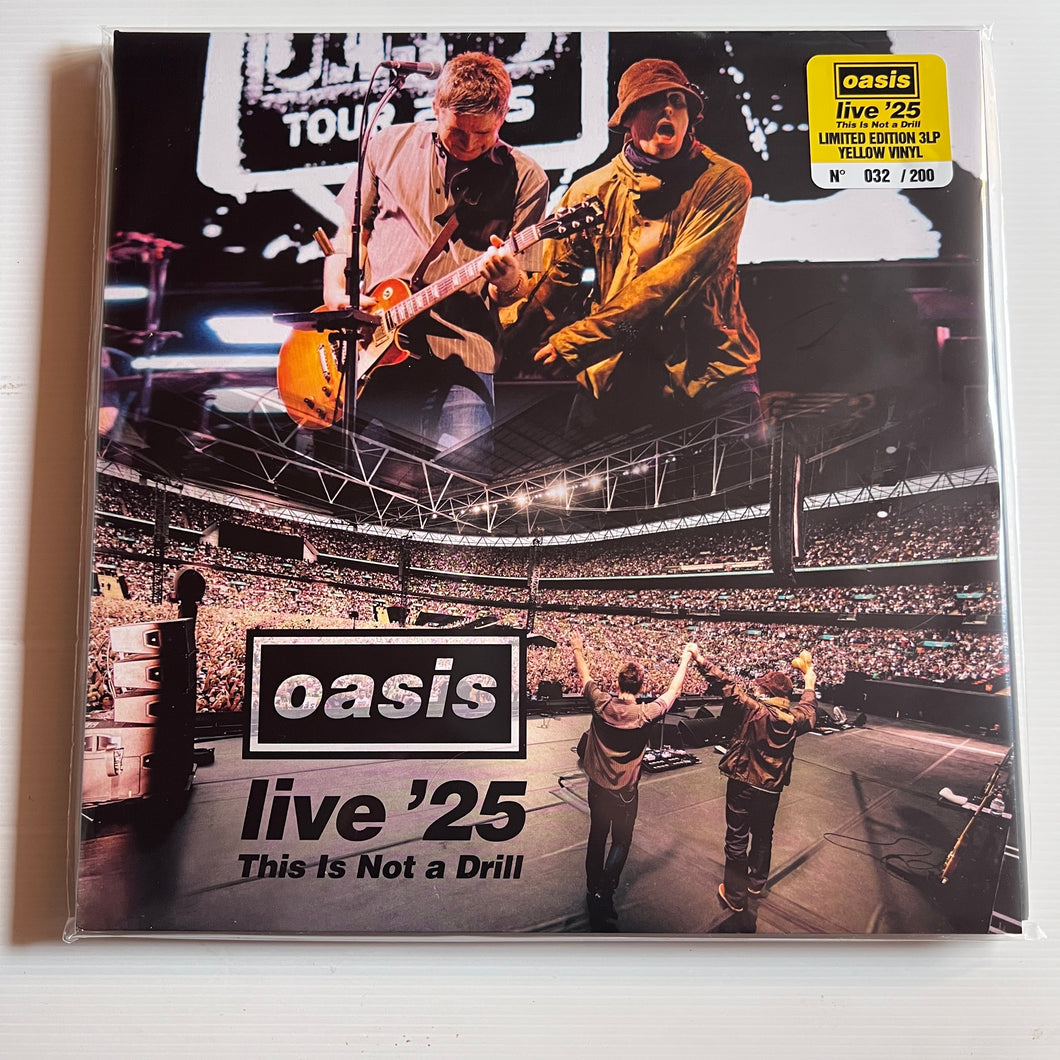 TOUR 2025
oasis
live '25
This Is Not a Drill
LIMITED EDITION 3LP
YELLOW VINYL
N° 032 / 200
oasis
live '25
This Is Not a Drill